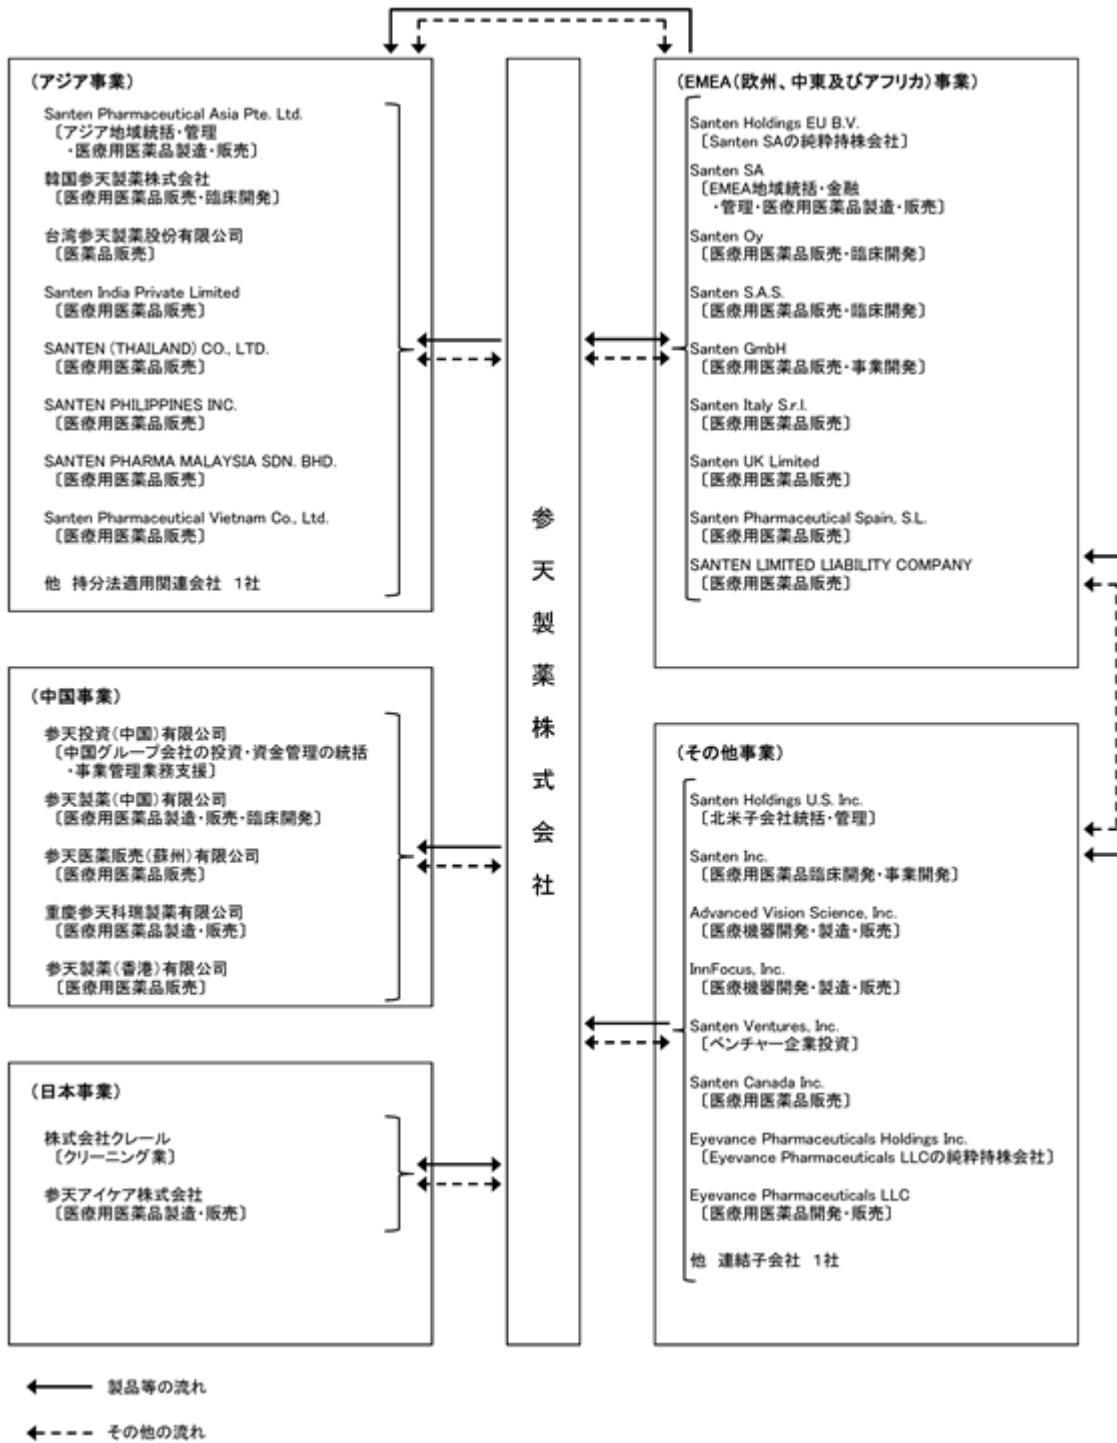 (アジア事業)
Santen Pharmaceutical Asia Pte. Ltd.
〔アジア地域統括・管理
・医療用医薬品製造・販売〕
韓国参天製薬株式会社
〔医療用医薬品販売・臨床開発〕
台湾参天製薬股份有限公司
〔医薬品販売〕
Santen India Private Limited
〔医療用医薬品販売〕
SANTEN (THAILAND) CO., LTD.
〔医療用医薬品販売〕
SANTEN PHILIPPINES INC.
〔医療用医薬品販売〕
SANTEN PHARMA MALAYSIA SDN. BHD.
〔医療用医薬品販売〕
Santen Pharmaceutical Vietnam Co., Ltd.
〔医療用医薬品販売〕
他 持分法適用関連会社 1社
(中国事業)
参天投資(中国)有限公司
〔中国グループ会社の投資・資金管理の統括
・事業管理業務支援〕
参天製薬(中国)有限公司
〔医療用医薬品製造・販売・臨床開発〕
参天医薬販売(蘇州)有限公司
〔医療用医薬品販売〕
重慶参天科瑞製薬有限公司
〔医療用医薬品製造・販売〕
参天製薬(香港)有限公司
〔医療用医薬品販売〕
(日本事業)
株式会社クレール
〔クリーニング業〕
参天アイケア株式会社
〔医療用医薬品製造・販売〕
参天製薬株式会社
(EMEA(欧州、中東及びアフリカ)事業)
Santen Holdings EU B.V.
〔Santen SAの純粋持株会社〕
Santen SA
〔EMEA地域統括・金融
・管理・医療用医薬品製造・販売〕
Santen Oy
〔医療用医薬品販売・臨床開発〕
Santen S.A.S.
〔医療用医薬品販売・臨床開発〕
Santen GmbH
〔医療用医薬品販売・事業開発〕
Santen Italy S.r.l.
〔医療用医薬品販売〕
Santen UK Limited
〔医療用医薬品販売〕
Santen Pharmaceutical Spain, S.L.
〔医療用医薬品販売〕
SANTEN LIMITED LIABILITY COMPANY
〔医療用医薬品販売〕
(その他事業)
Santen Holdings U.S. Inc.
〔北米子会社統括・管理〕
Santen Inc.
〔医療用医薬品臨床開発・事業開発〕
Advanced Vision Science, Inc.
〔医療機器開発・製造・販売〕
InnFocus, Inc.
〔医療機器開発・製造・販売〕
Santen Ventures, Inc.
〔ベンチャー企業投資〕
Santen Canada Inc.
〔医療用医薬品販売〕
Eyevance Pharmaceuticals Holdings Inc.
〔Eyevance Pharmaceuticals LLCの純粋持株会社〕
Eyevance Pharmaceuticals LLC
〔医療用医薬品開発・販売〕
他 連結子会社 1社
製品等の流れ
その他の流れ